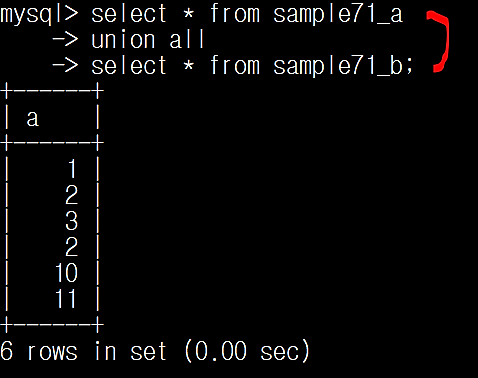 mysql> select * from sample71_a
    -> union all
    -> select * from sample71_b;
+------+
| a    |
+------+
|    1 |
|    2 |
|    3 |
|    2 |
|   10 |
|   11 |
+------+
6 rows in set (0.00 sec)